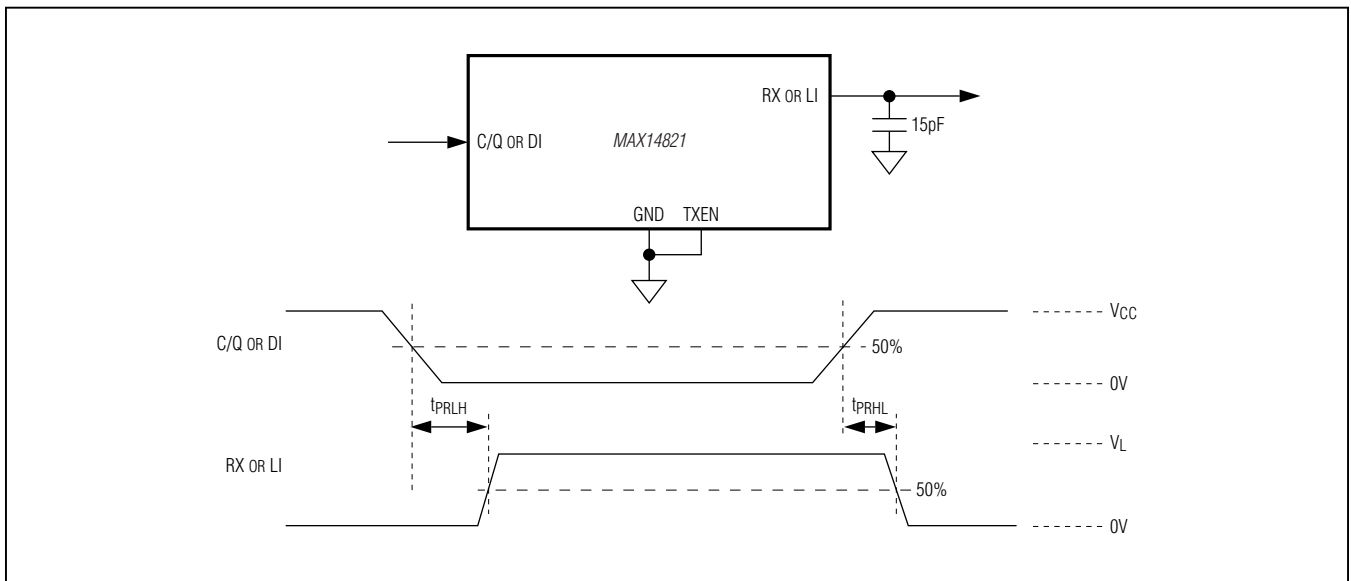 RX OR LI
15pF
C/Q OR DI
MAX14821
GND TXEN
VCC
C/Q OR DI
50%
0V
tPRLH
tPRHL
VL
RX OR LI
50%
0V